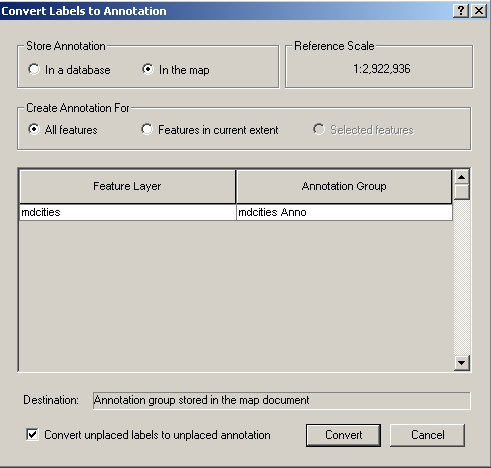 Convert Labels to Annotation
Store Annotation
In a database
In the map
Reference Scale
1:2,922,936
Create Annotation For
All features
Features in current extent
Selected features
Feature Layer
Annotation Group
mdcities
mdcities Anno
Destination:
Annotation group stored in the map document
Convert unplaced labels to unplaced annotation
Convert
Cancel